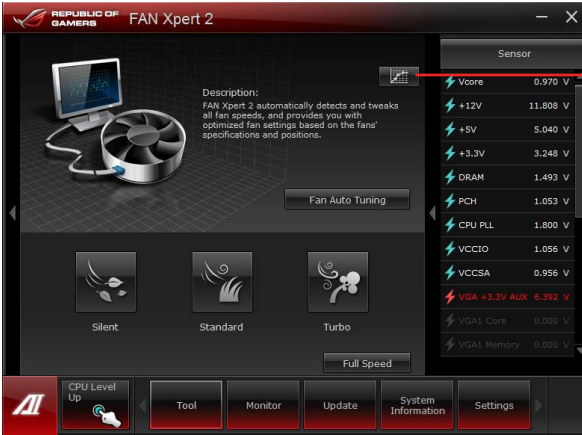 REPUBLIC OF
GAMERS
FAN Xpert 2
Description:
FAN Xpert 2 automatically detects and tweaks
all fan speeds, and provides you with
optimized fan settings based on the fans'
specifications and positions.
Fan Auto Tuning
Silent
Standard
Turbo
Full Speed
Sensor
Vcore 0.970 V
+12V 11.808 V
+5V 5.040 V
+3.3V 3.248 V
DRAM 1.493 V
PCH 1.053 V
CPU PLL 1.800 V
VCCIO 1.056 V
VCCSA 0.956 V
VGA +3.3V AUX 6.392 V
VGA1 Core 0.000 V
VGA1 Memory 0.000 V
AI
CPU Level
Up
Tool
Monitor
Update
System
Information
Settings